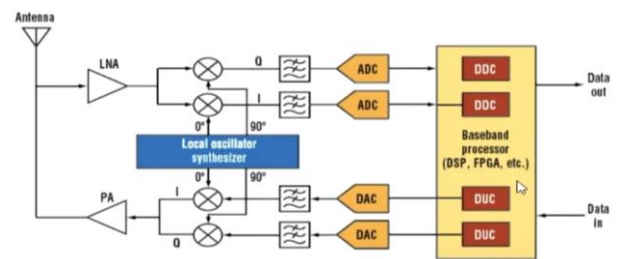 Antenna
LNA
Q
ADC
DDC
Data
out
I
ADC
DDC
0°
90°
Local oscillator
synthesizer
Baseband
processor
(DSP, FPGA, etc.)
0°
90°
PA
I
DAC
DUC
Data
in
Q
DAC
DUC